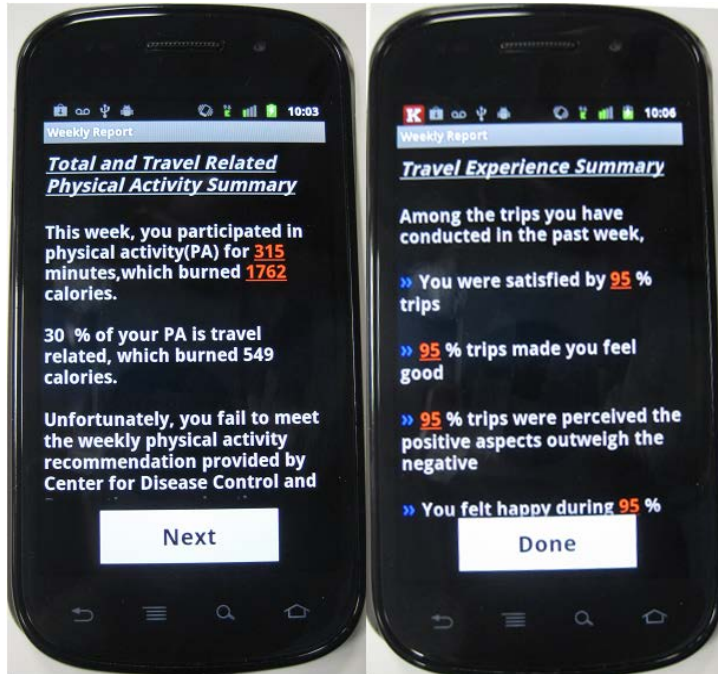 10:03
Weekly Report
Total and Travel Related
Physical Activity Summary
This week, you participated in
physical activity(PA) for 315
minutes,which burned 1762
calories.
30 % of your PA is travel
related, which burned 549
calories.
Unfortunately, you fail to meet
the weekly physical activity
recommendation provided by
Center for Disease Control and
Next
K 10:06
Weekly Report
Travel Experience Summary
Among the trips you have
conducted in the past week,
» You were satisfied by 95 %
trips
» 95 % trips made you feel
good
» 95 % trips were perceived the
positive aspects outweigh the
negative
» You felt happy during 95 %
Done